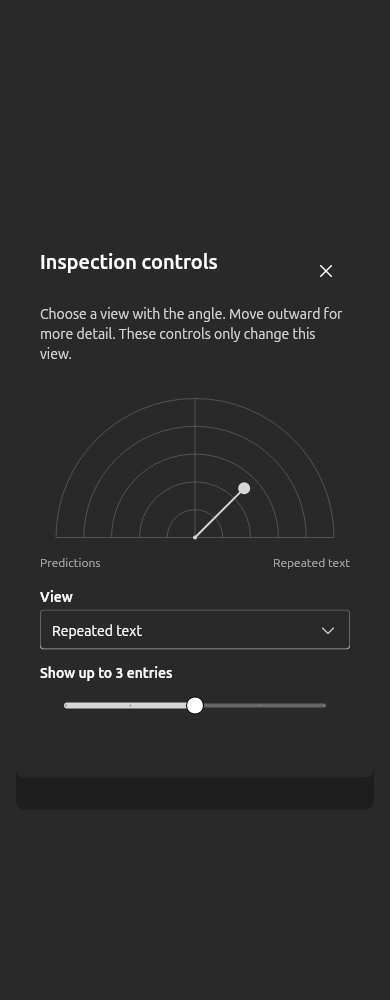 Inspection controls
Choose a view with the angle. Move outward for
more detail. These controls only change this
view.
Predictions
Repeated text
View
Repeated text
Show up to 3 entries